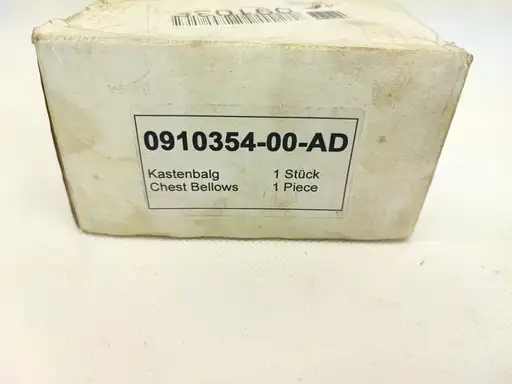 0910354-00-AD
Kastenbalg 1 Stück
Chest Bellows 1 Piece